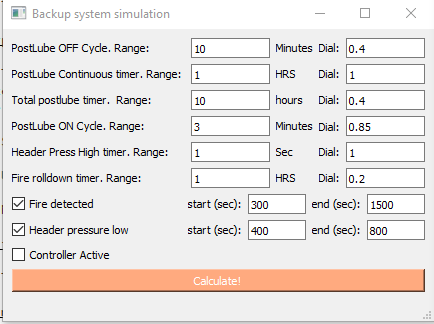 Backup system simulation
PostLube OFF Cycle. Range: 10 Minutes Dial: 0.4
PostLube Continuous timer. Range: 1 HRS Dial: 1
Total postlube timer. Range: 10 hours Dial: 0.4
PostLube ON Cycle. Range: 3 Minutes Dial: 0.85
Header Press High timer. Range: 1 Sec Dial: 1
Fire rolldown timer. Range: 1 HRS Dial: 0.2
Fire detected start (sec): 300 end (sec): 1500
Header pressure low start (sec): 400 end (sec): 800
Controller Active
Calculate!